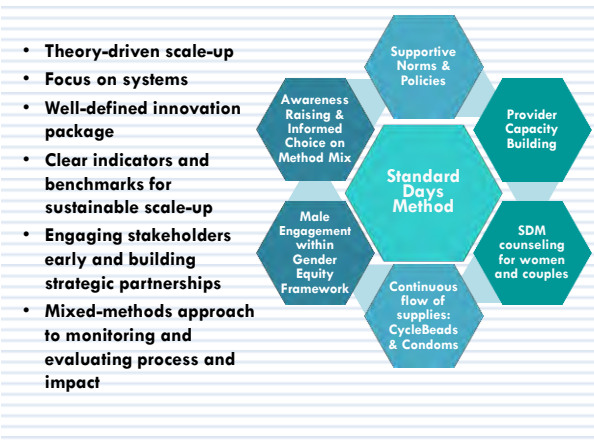 • Theory-driven scale-up
• Focus on systems
• Well-defined innovation
package
• Clear indicators and
benchmarks for
sustainable scale-up
• Engaging stakeholders
early and building
strategic partnerships
• Mixed-methods approach
to monitoring and
evaluating process and
impact
Supportive
Norms &
Policies
Provider
Capacity
Building
SDM
counseling
for women
and couples
Continuous
flow of
supplies:
CycleBeads
& Condoms
Male
Engagement
within
Gender
Equity
Framework
Awareness
Raising &
Informed
Choice on
Method Mix
Standard
Days
Method